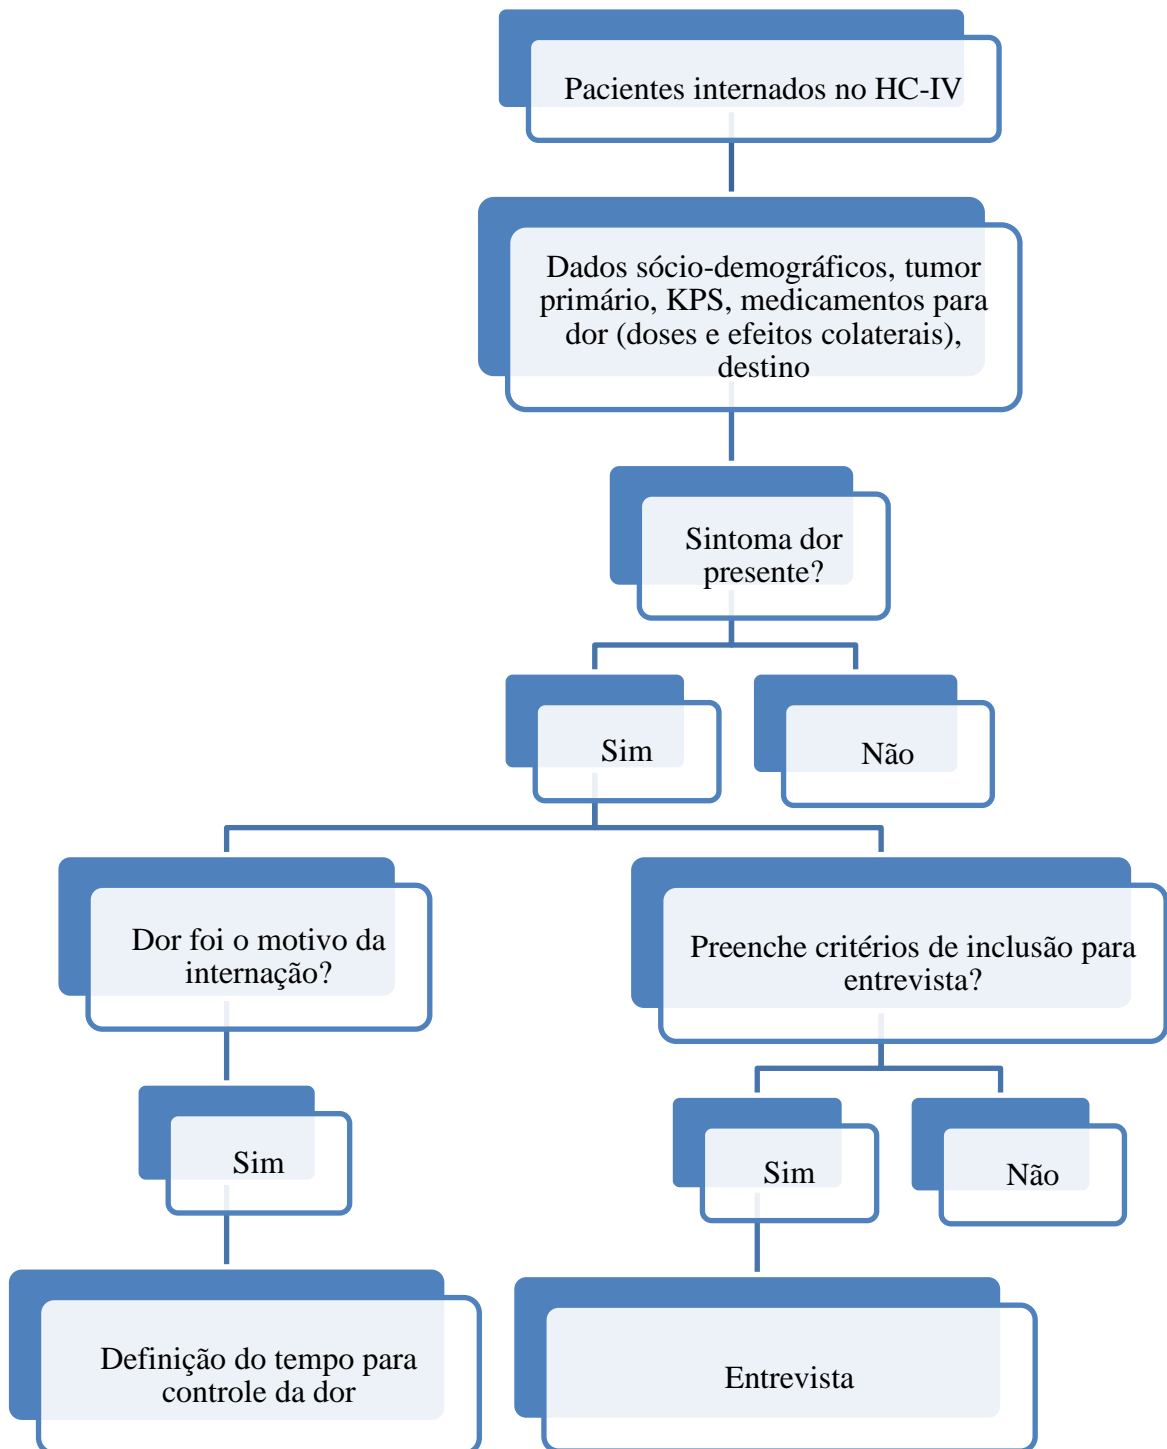 Pacientes internados no HC-IV
Dados sócio-demográficos, tumor
primário, KPS, medicamentos para
dor (doses e efeitos colaterais),
destino
Sintoma dor
presente?
Sim
Não
Dor foi o motivo da
internação?
Preenche critérios de inclusão para
entrevista?
Sim
Sim
Não
Definição do tempo para
controle da dor
Entrevista